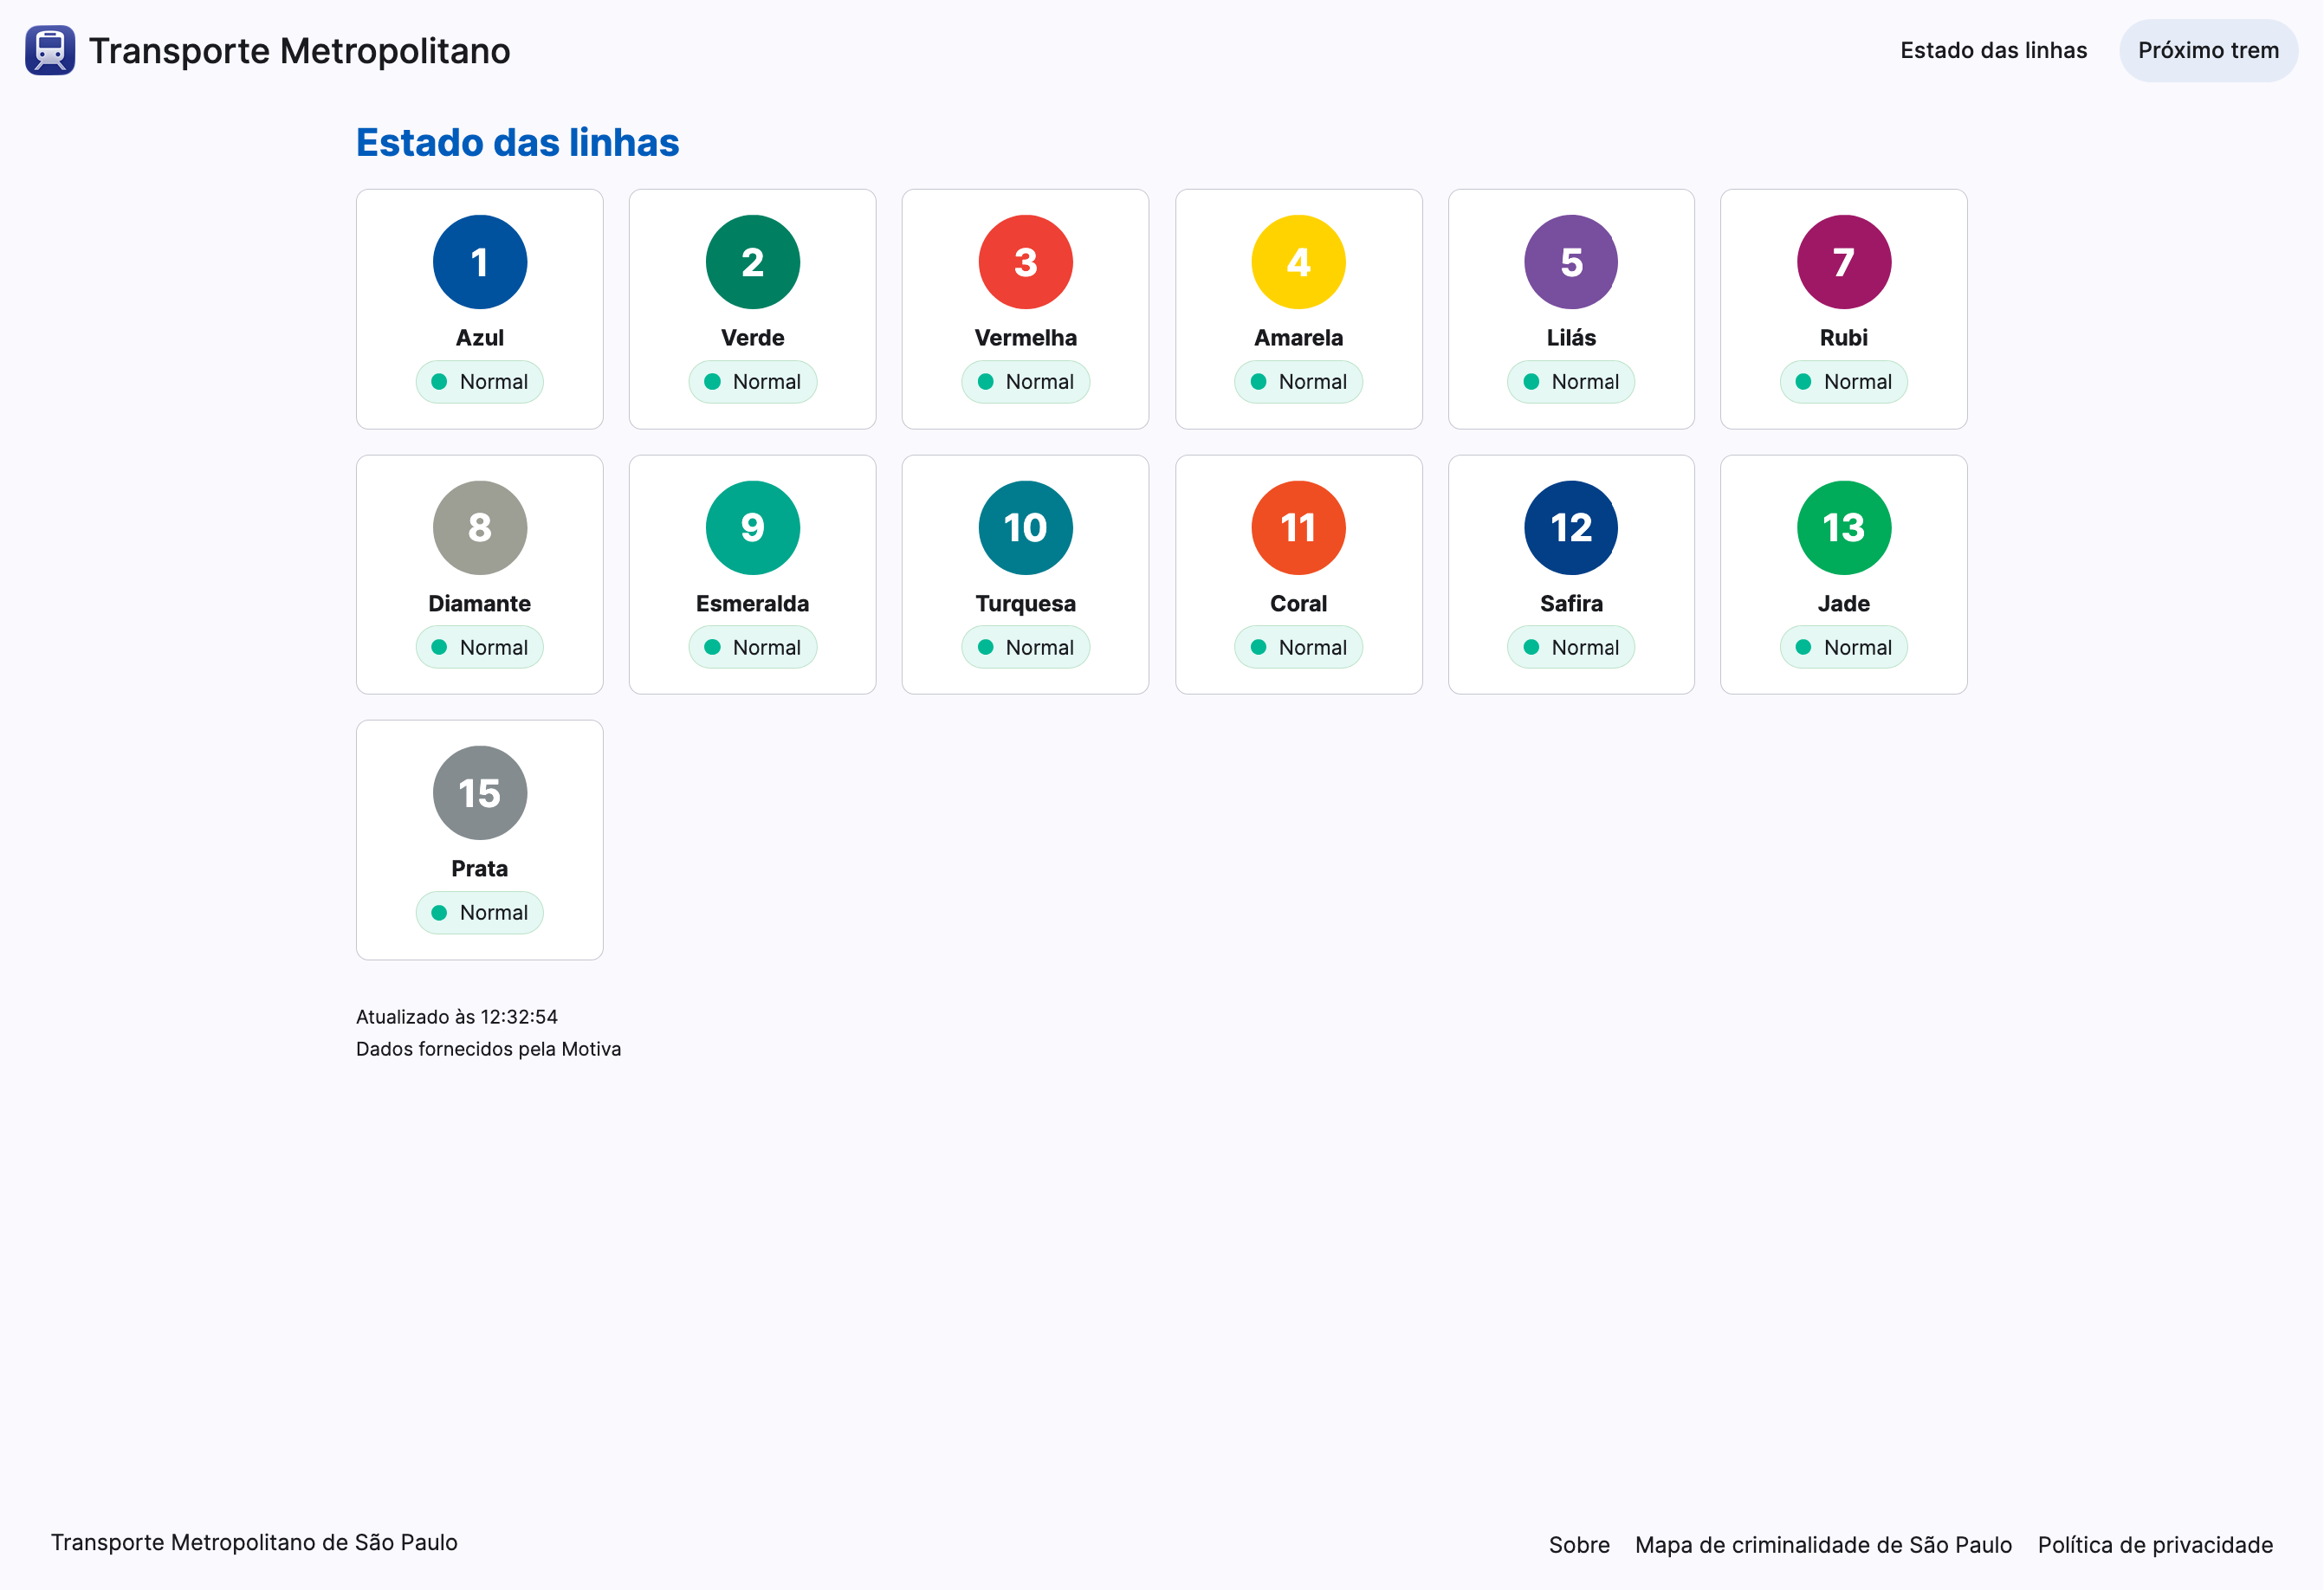 Transporte Metropolitano
Estado das linhas
Próximo trem
Estado das linhas
1
Azul
Normal
2
Verde
Normal
3
Vermelha
Normal
4
Amarela
Normal
5
Lilás
Normal
7
Rubi
Normal
8
Diamante
Normal
9
Esmeralda
Normal
10
Turquesa
Normal
11
Coral
Normal
12
Safira
Normal
13
Jade
Normal
15
Prata
Normal
Atualizado às 12:32:54
Dados fornecidos pela Motiva
Transporte Metropolitano de São Paulo
Sobre
Mapa de criminalidade de São Paulo
Política de privacidade